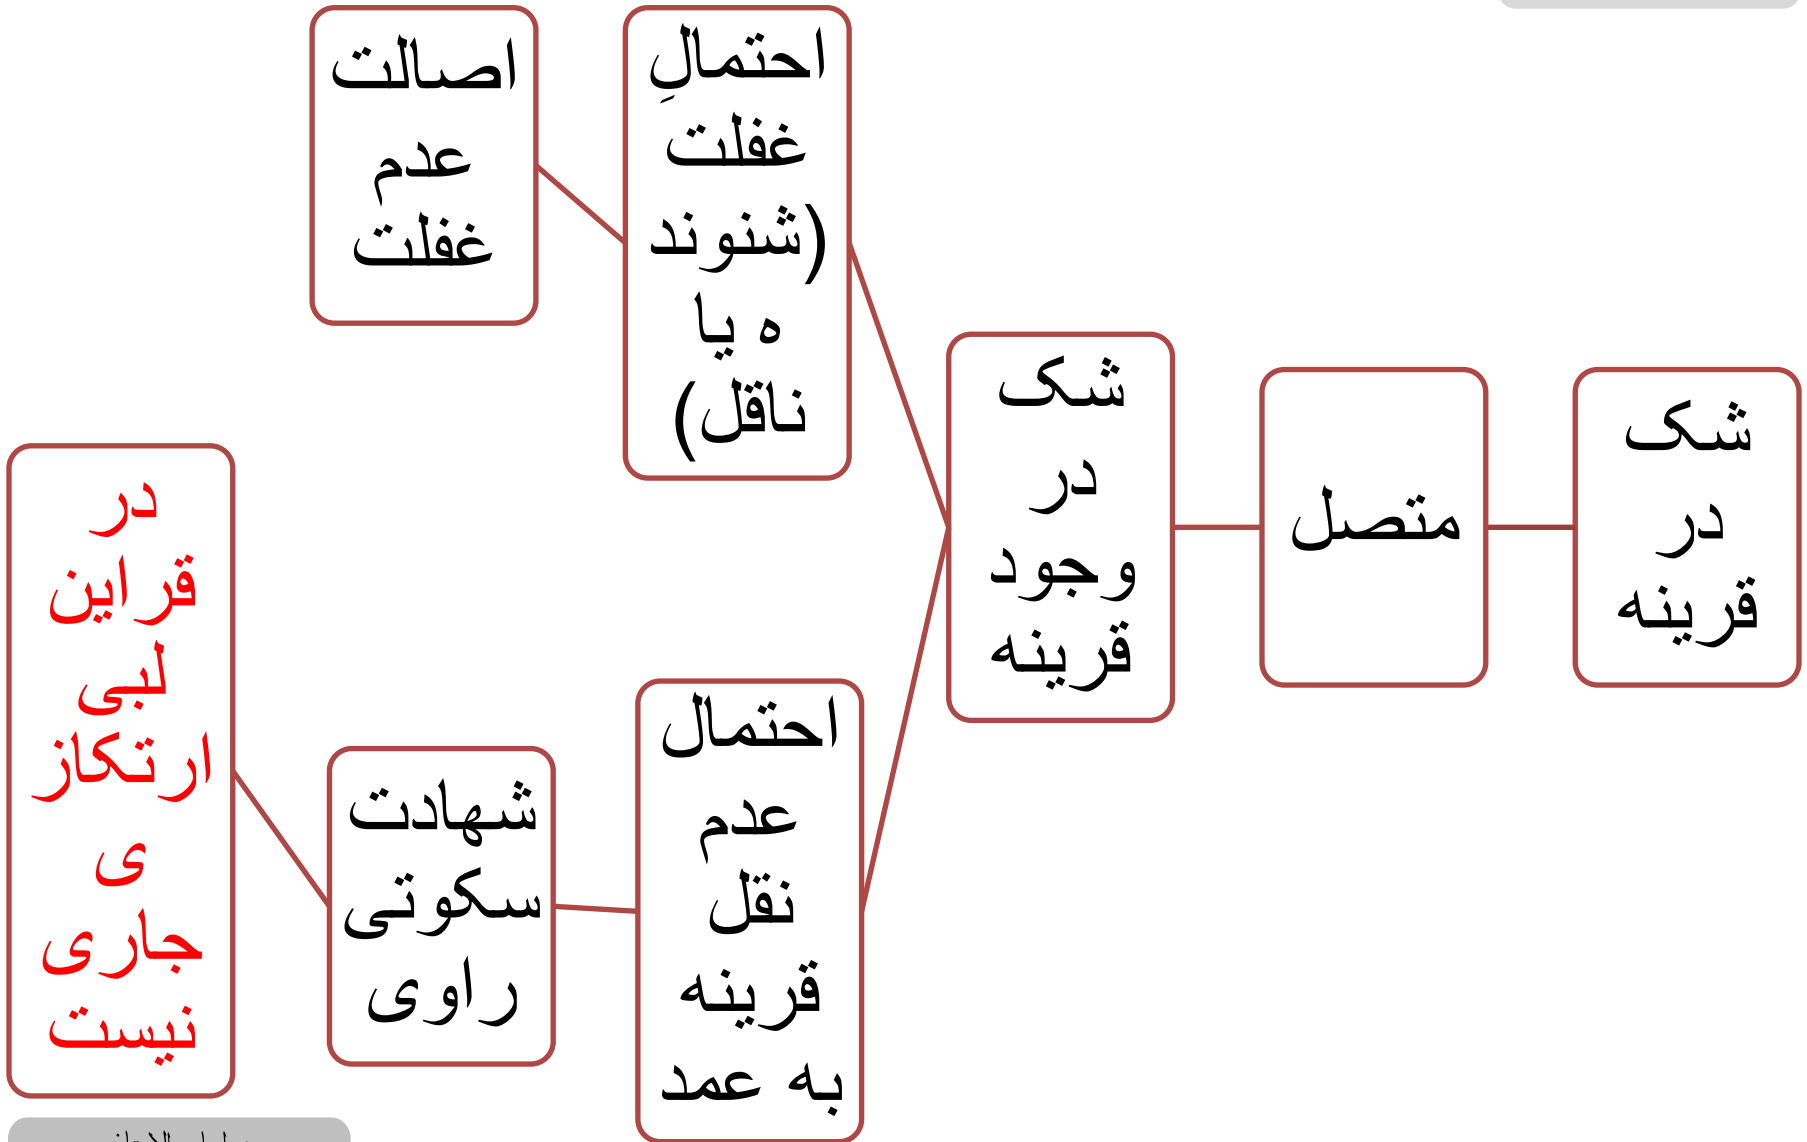 شک
در
قرینه
متصل
شک
در
وجود
قرینه
احتمالِ
غفلت
(شنوند
ه یا
ناقل)
اصالت
عدم
غفلت
احتمال
عدم
نقل
قرینه
به عمد
شهادت
سکوتی
راوی
در
قراین
لبی
ارتکاز
ی
جاری
نیست